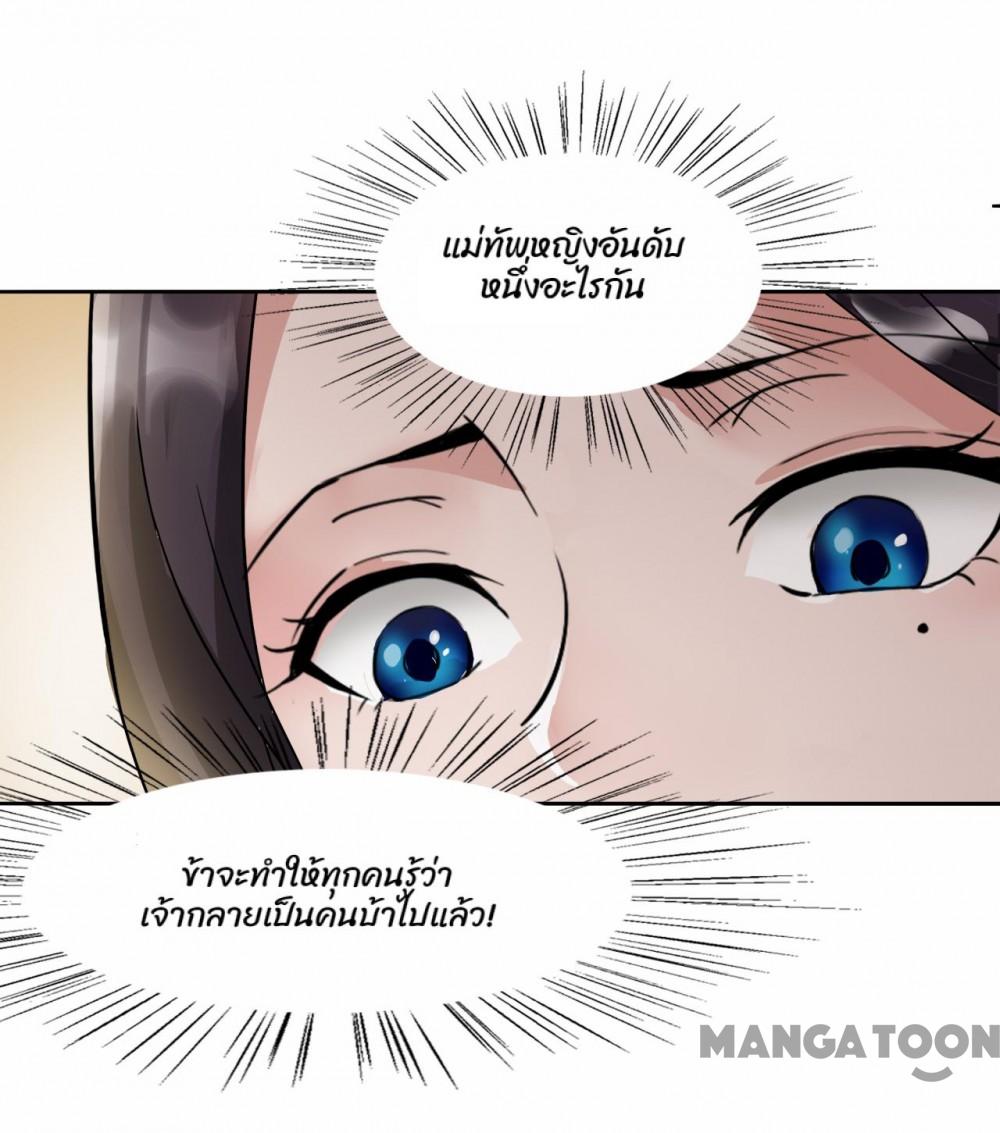 แม่ทัพหญิงอันดับ
หนึ่งอะไรกัน
ข้าจะทำให้ทุกคนรู้ว่า
เจ้ากลายเป็นคนบ้าไปแล้ว!
MANGATOON